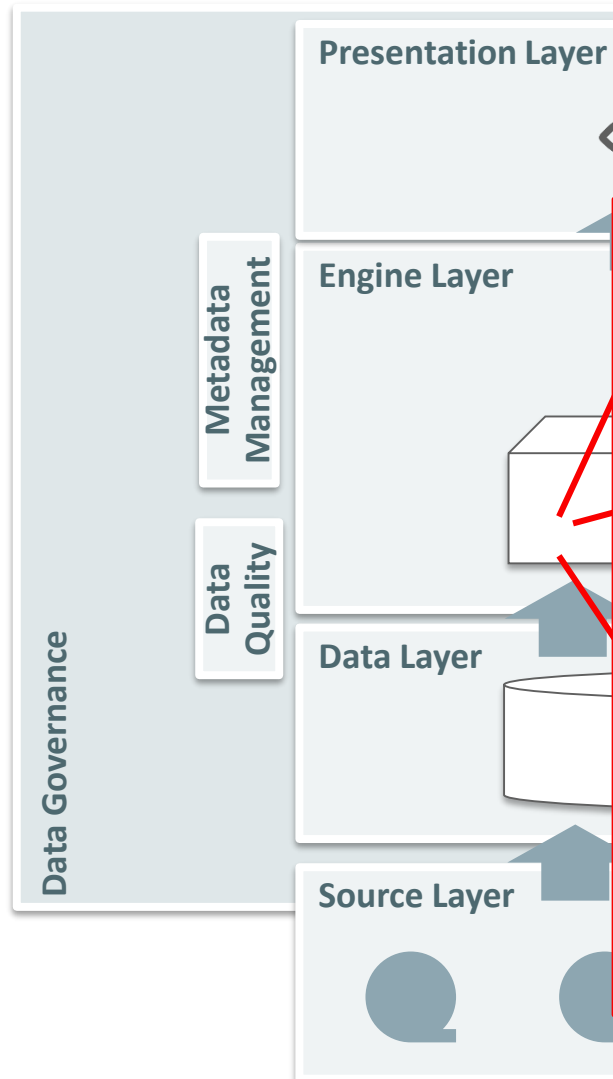 Presentation Layer
Engine Layer
Metadata
Management
Data
Quality
Data Layer
Data Governance
Source Layer